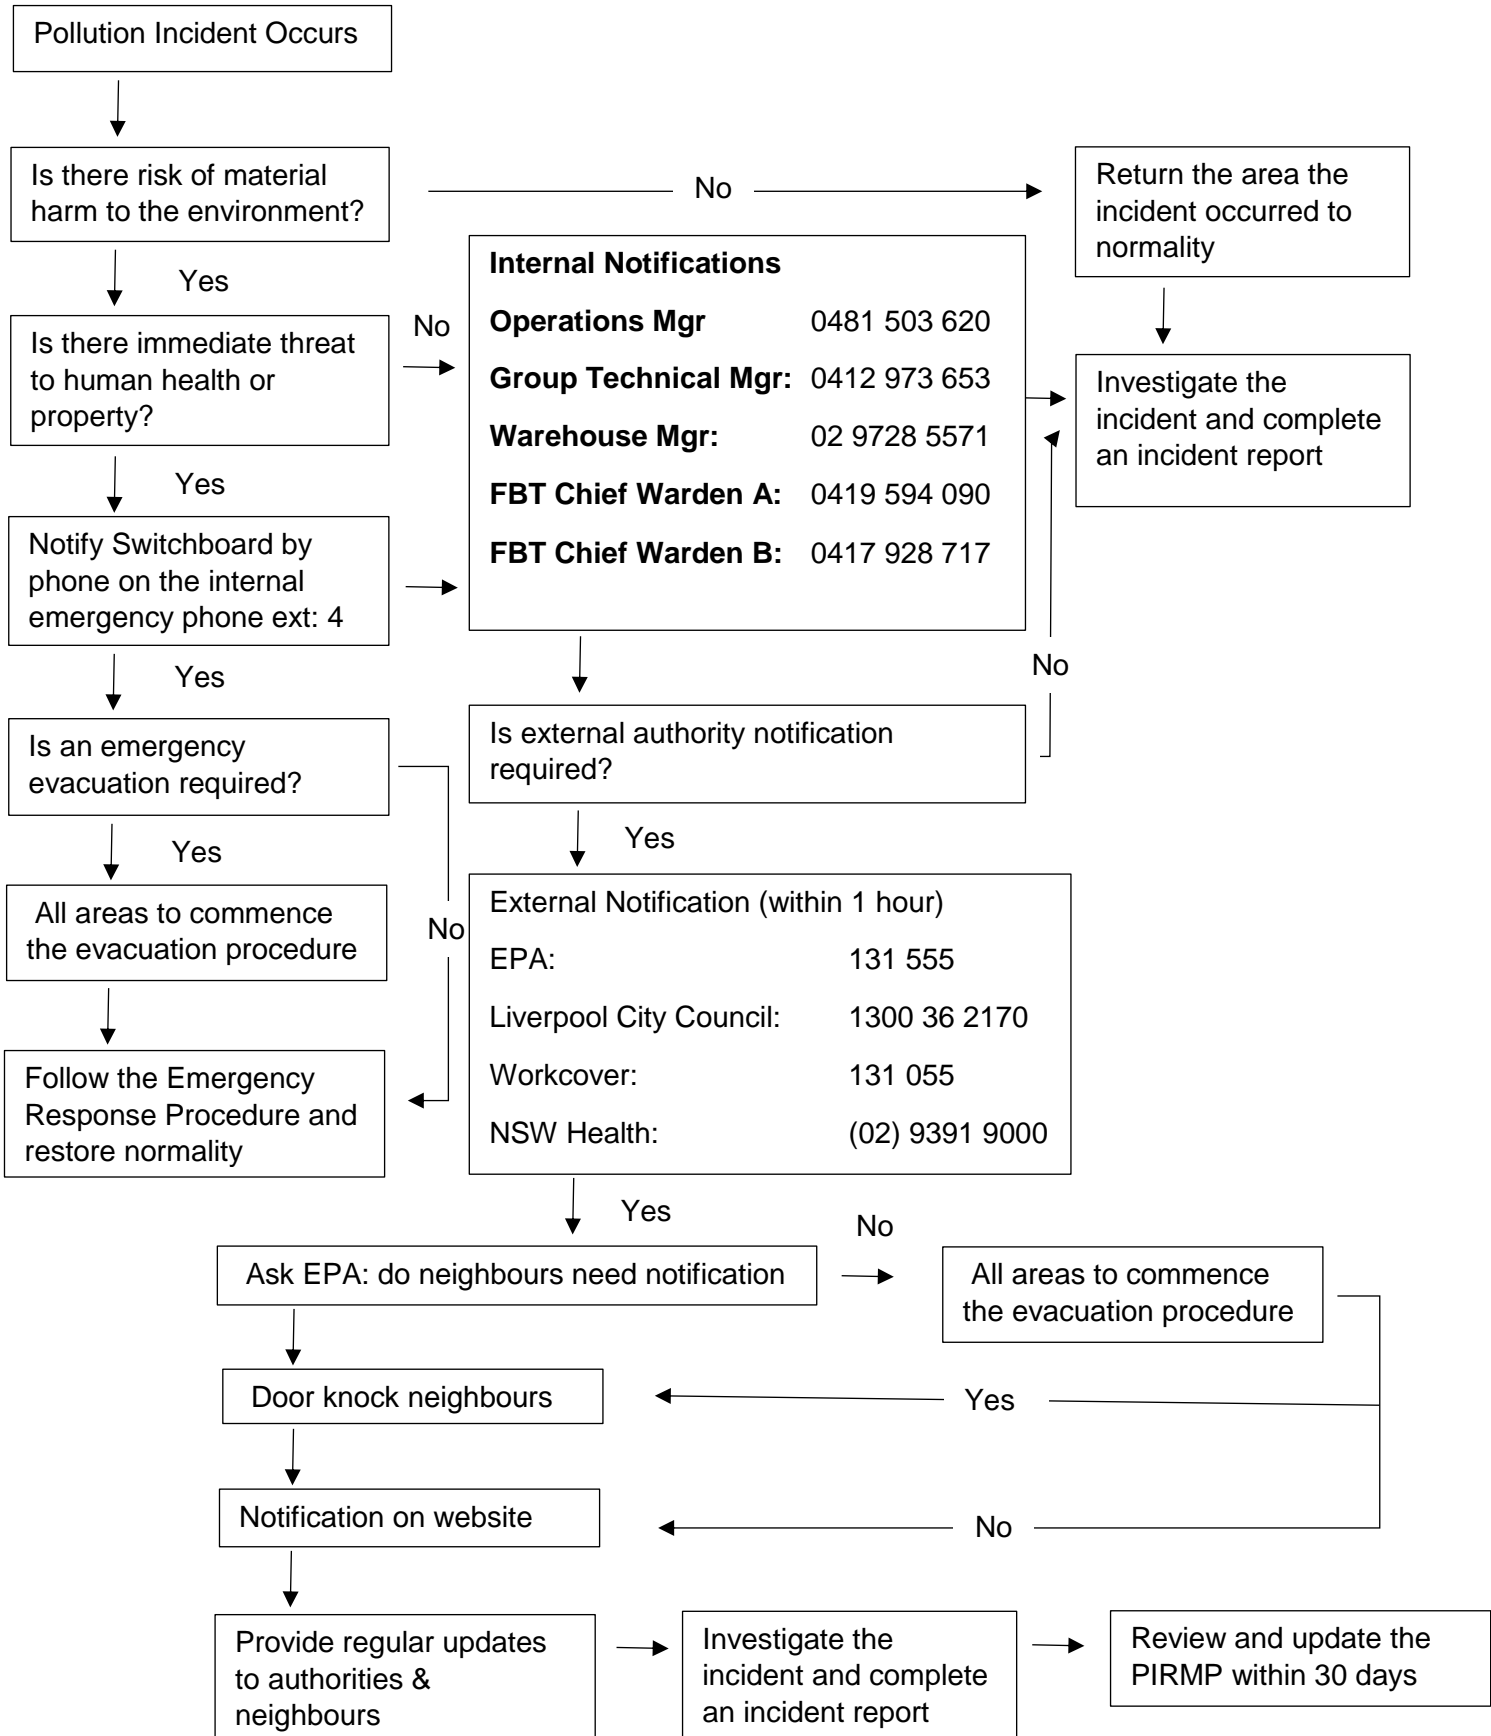 Pollution Incident Occurs
Is there risk of material
harm to the environment?
No
Return the area the
incident occurred to
normality
Yes
Internal Notifications
Operations Mgr 0481 503 620
Group Technical Mgr: 0412 973 653
Warehouse Mgr: 02 9728 5571
FBT Chief Warden A: 0419 594 090
FBT Chief Warden B: 0417 928 717
No
Is there immediate threat
to human health or
property?
Investigate the
incident and complete
an incident report
Yes
Notify Switchboard by
phone on the internal
emergency phone ext: 4
Yes
No
Is an emergency
evacuation required?
Is external authority notification
required?
Yes
Yes
All areas to commence
the evacuation procedure
No
External Notification (within 1 hour)
EPA: 131 555
Liverpool City Council: 1300 36 2170
Workcover: 131 055
NSW Health: (02) 9391 9000
Follow the Emergency
Response Procedure and
restore normality
Yes
No
Ask EPA: do neighbours need notification
All areas to commence
the evacuation procedure
Door knock neighbours
Yes
Notification on website
No
Provide regular updates
to authorities &
neighbours
Investigate the
incident and complete
an incident report
Review and update the
PIRMP within 30 days